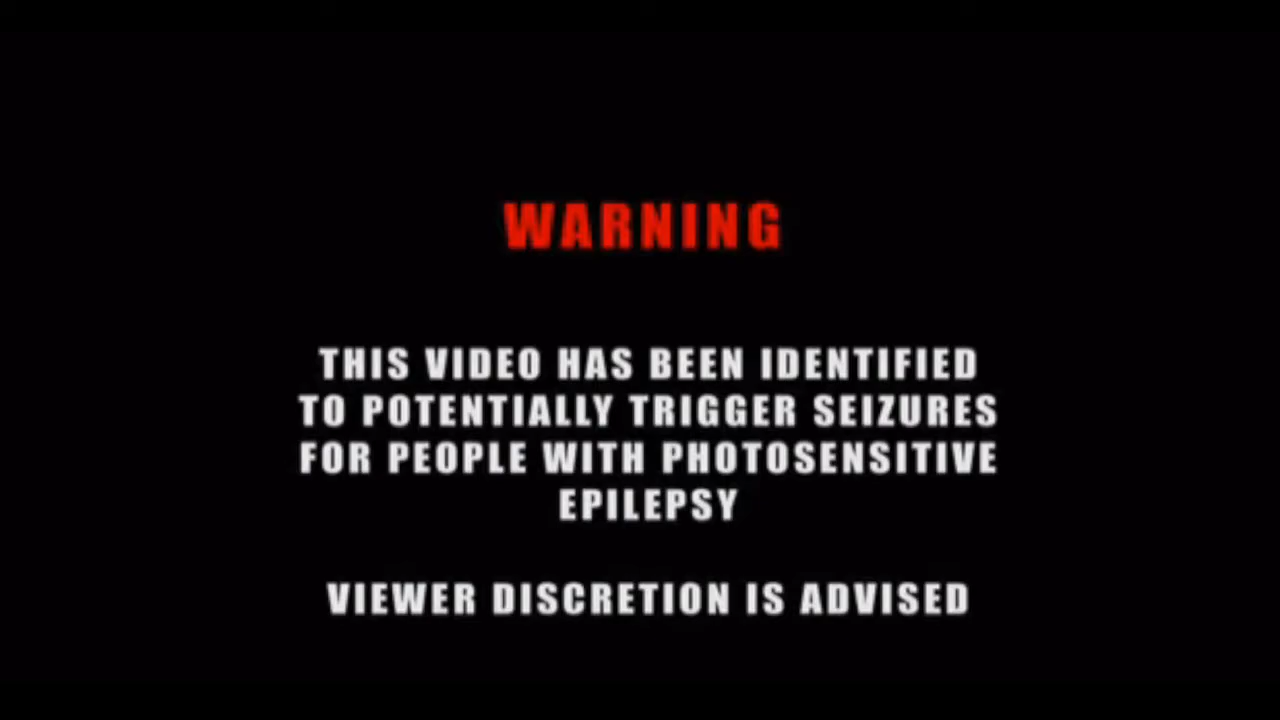 WARNING
THIS VIDEO HAS BEEN IDENTIFIED
TO POTENTIALLY TRIGGER SEIZURES
FOR PEOPLE WITH PHOTOSENSITIVE
EPILEPSY
VIEWER DISCRETION IS ADVISED